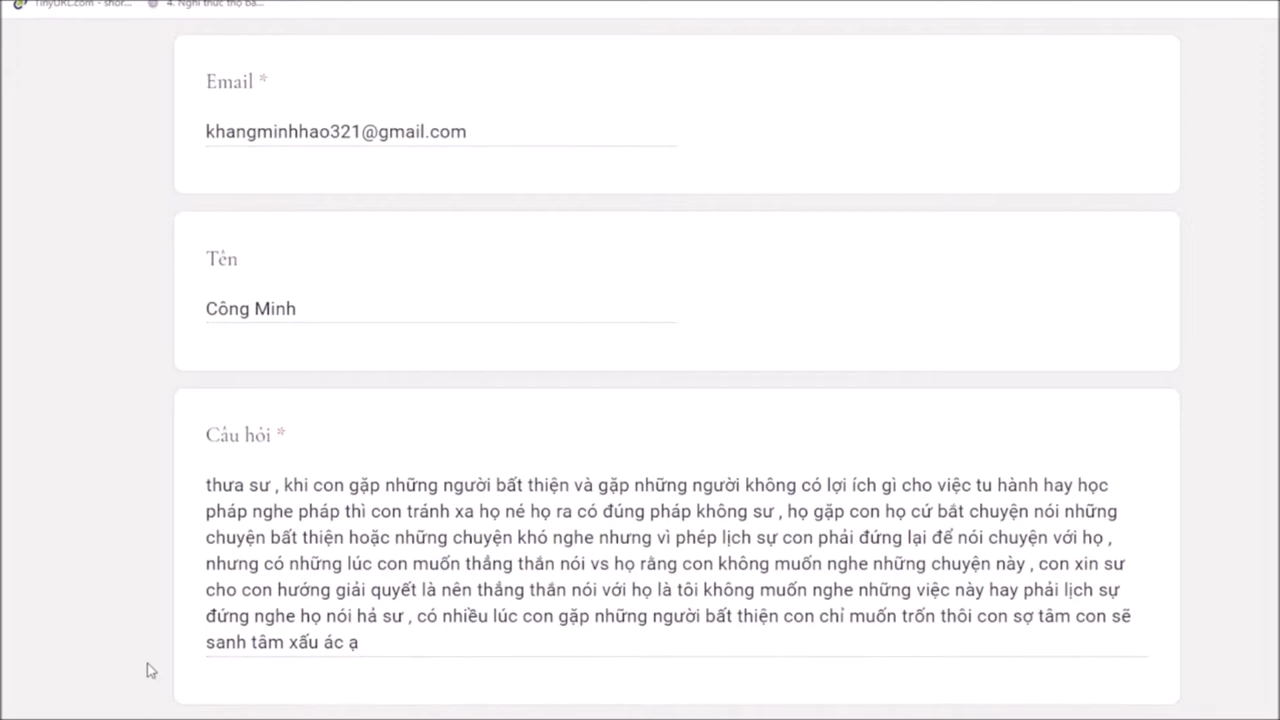 TinyURL.com - shor... 4. Nghi thức thọ bá...
Email *
khangminhhao321@gmail.com
Tên
Công Minh
Câu hỏi *
thưa sư , khi con gặp những người bất thiện và gặp những người không có lợi ích gì cho việc tu hành hay học
pháp nghe pháp thì con tránh xa họ né họ ra có đúng pháp không sư , họ gặp con họ cứ bắt chuyện nói những
chuyện bất thiện hoặc những chuyện khó nghe nhưng vì phép lịch sự con phải đứng lại để nói chuyện với họ ,
nhưng có những lúc con muốn thẳng thắn nói vs họ rằng con không muốn nghe những chuyện này , con xin sư
cho con hướng giải quyết là nên thẳng thắn nói với họ là tôi không muốn nghe những việc này hay phải lịch sự
đứng nghe họ nói hả sư , có nhiều lúc con gặp những người bất thiện con chỉ muốn trốn thôi con sợ tâm con sẽ
sanh tâm xấu ác ạ